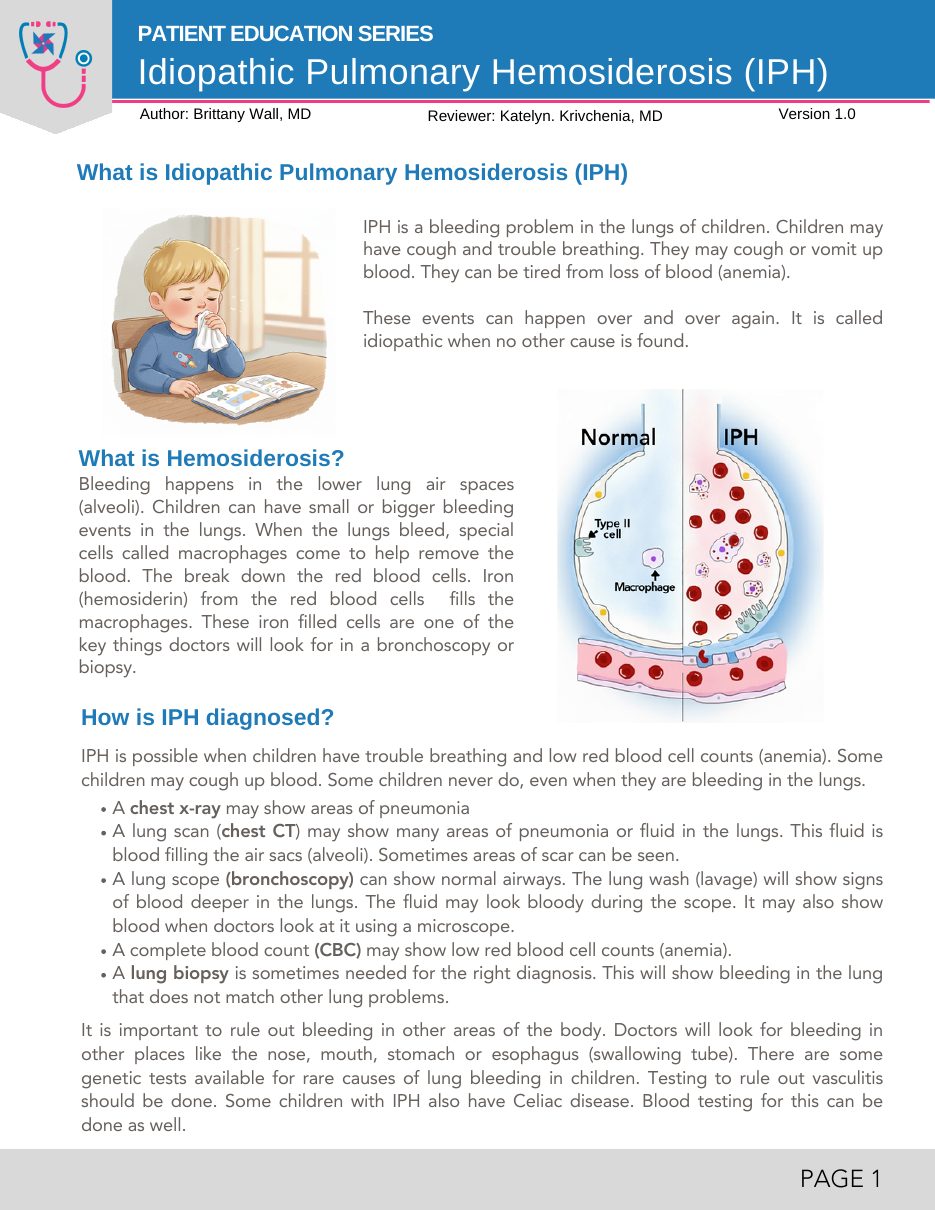 PATIENT EDUCATION SERIES
Idiopathic Pulmonary Hemosiderosis (IPH)
Author: Brittany Wall, MD
Reviewer: Katelyn. Krivchenia, MD
Version 1.0
What is Idiopathic Pulmonary Hemosiderosis (IPH)
IPH is a bleeding problem in the lungs of children. Children may
have cough and trouble breathing. They may cough or vomit up
blood. They can be tired from loss of blood (anemia).
These events can happen over and over again. It is called
idiopathic when no other cause is found.
What is Hemosiderosis?
Bleeding happens in the lower lung air spaces
(alveoli). Children can have small or bigger bleeding
events in the lungs. When the lungs bleed, special
cells called macrophages come to help remove the
blood. The break down the red blood cells. Iron
(hemosiderin) from the red blood cells fills the
macrophages. These iron filled cells are one of the
key things doctors will look for in a bronchoscopy or
biopsy.
Normal
IPH
Type II
cell
Macrophage
How is IPH diagnosed?
IPH is possible when children have trouble breathing and low red blood cell counts (anemia). Some
children may cough up blood. Some children never do, even when they are bleeding in the lungs.
• A chest x-ray may show areas of pneumonia
• A lung scan (chest CT) may show many areas of pneumonia or fluid in the lungs. This fluid is
blood filling the air sacs (alveoli). Sometimes areas of scar can be seen.
• A lung scope (bronchoscopy) can show normal airways. The lung wash (lavage) will show signs
of blood deeper in the lungs. The fluid may look bloody during the scope. It may also show
blood when doctors look at it using a microscope.
• A complete blood count (CBC) may show low red blood cell counts (anemia).
• A lung biopsy is sometimes needed for the right diagnosis. This will show bleeding in the lung
that does not match other lung problems.
It is important to rule out bleeding in other areas of the body. Doctors will look for bleeding in
other places like the nose, mouth, stomach or esophagus (swallowing tube). There are some
genetic tests available for rare causes of lung bleeding in children. Testing to rule out vasculitis
should be done. Some children with IPH also have Celiac disease. Blood testing for this can be
done as well.
PAGE 1